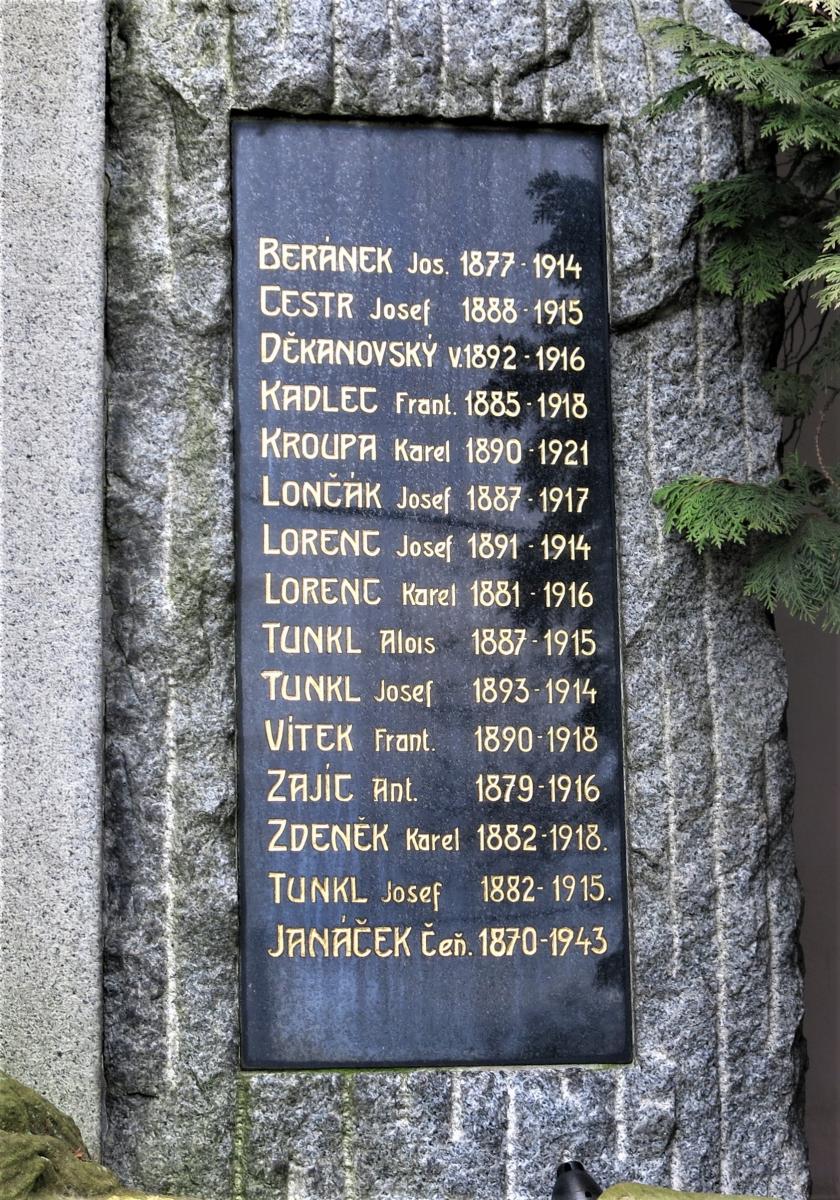 BERÁNEK Jos. 1877-1914
CESTR Josef 1888-1915
DĚKANOVSKÝ V. 1892-1916
KADLEC Frant. 1885-1918
KROUPA Karel 1890-1921
LONČÁK Josef 1887-1917
LORENC Josef 1891-1914
LORENC Karel 1881-1916
TUNKL Alois 1887-1915
TUNKL Josef 1893-1914
VÍTEK Frant. 1890-1918
ZAJÍC Ant. 1879-1916
ZDENĚK Karel 1882-1918.
TUNKL Josef 1882-1915.
JANÁČEK Čeň. 1870-1943